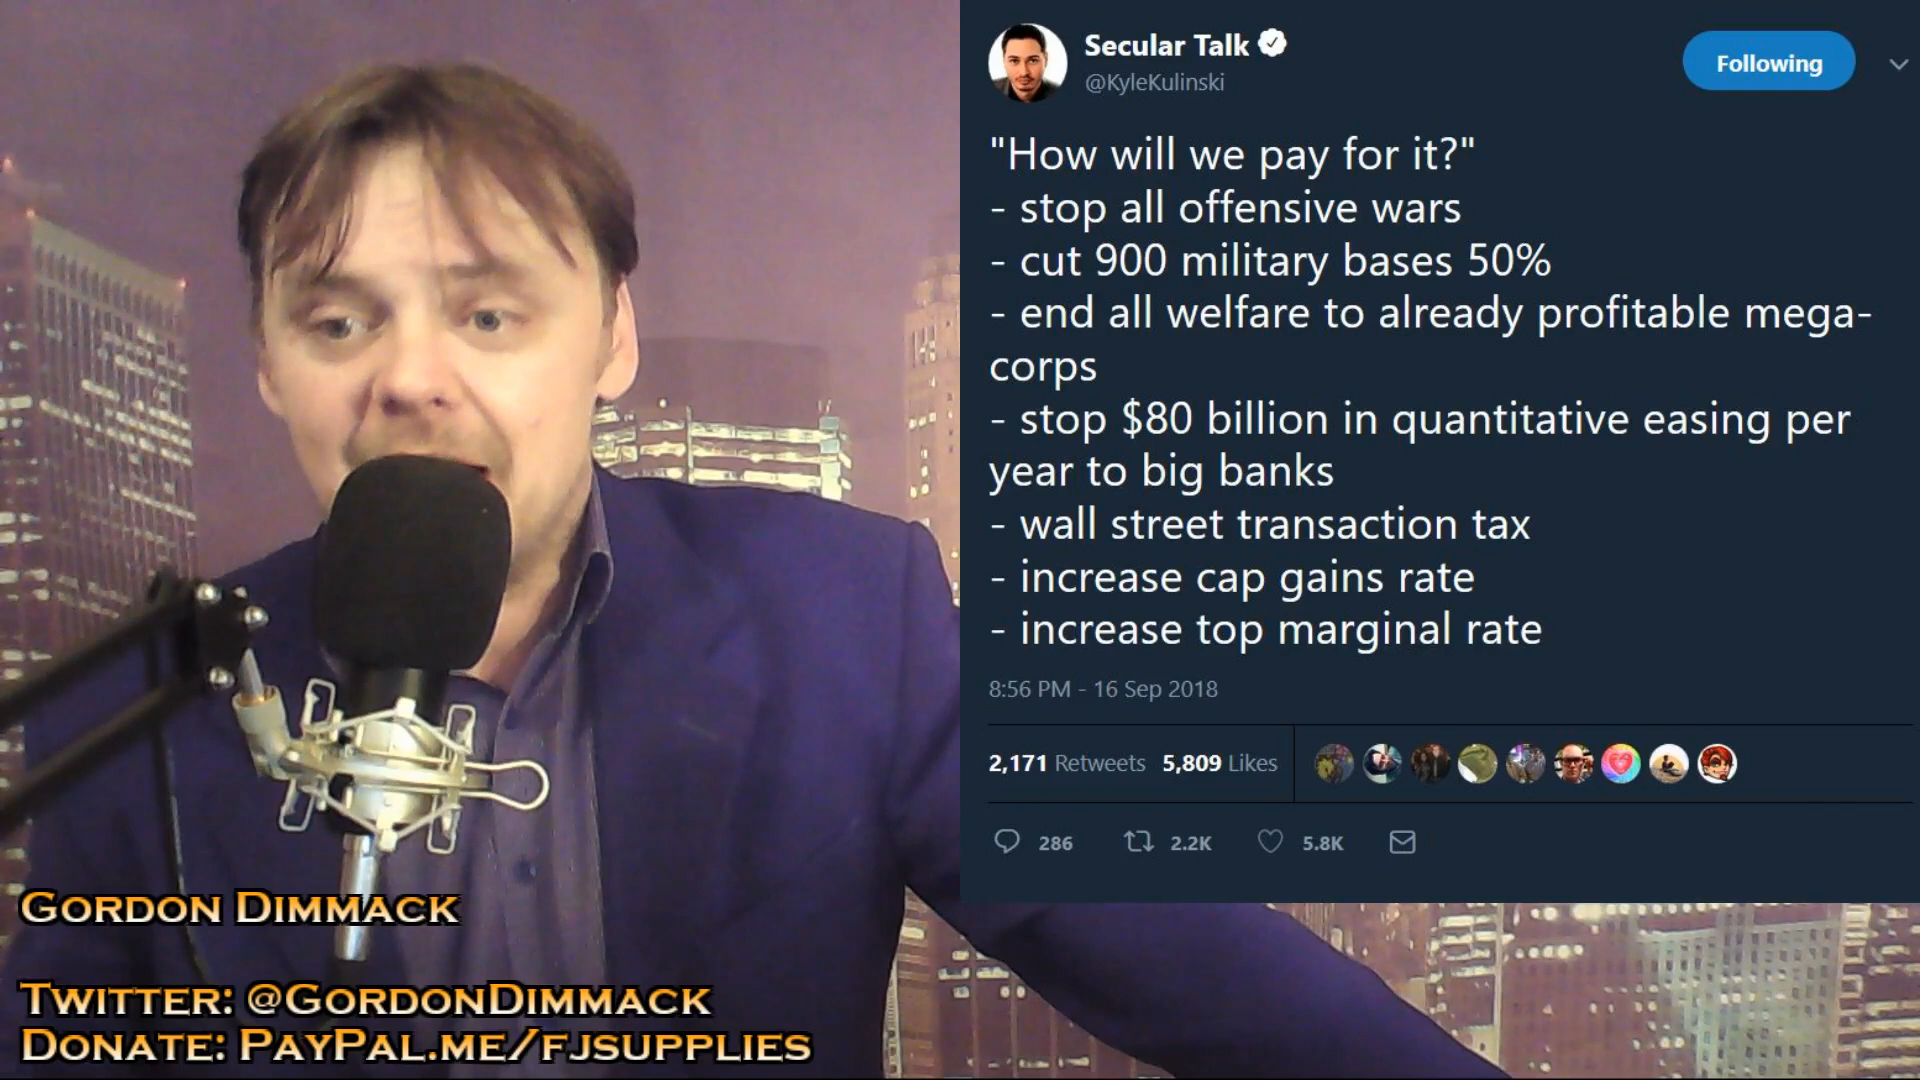 Secular Talk
@KyleKulinski
Following
"How will we pay for it?"
- stop all offensive wars
- cut 900 military bases 50%
- end all welfare to already profitable mega-
corps
- stop $80 billion in quantitative easing per
year to big banks
- wall street transaction tax
- increase cap gains rate
- increase top marginal rate
8:56 PM - 16 Sep 2018
2,171 Retweets 5,809 Likes
286 2.2K 5.8K
GORDON DIMMACK
TWITTER: @GORDONDIMMACK
DONATE: PAYPAL.ME/FJSUPPLIES